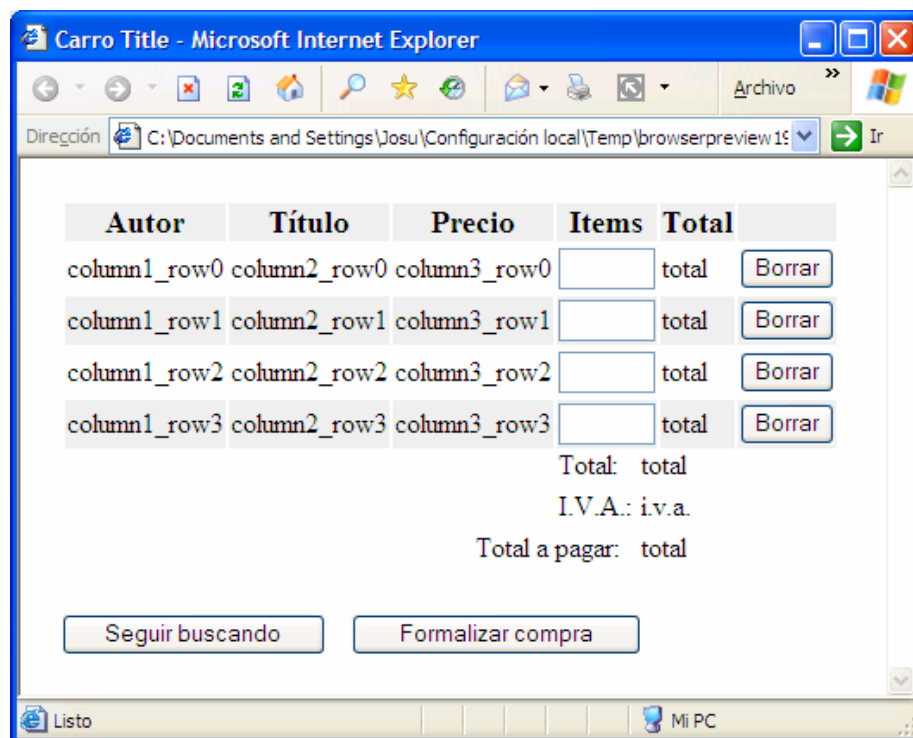 Carro Title - Microsoft Internet Explorer
Archivo »
Dirección C:\Documents and Settings\Josu\Configuración local\Temp\browserpreview19 Ir
Autor Título Precio Items Total
column1_row0 column2_row0 column3_row0 total Borrar
column1_row1 column2_row1 column3_row1 total Borrar
column1_row2 column2_row2 column3_row2 total Borrar
column1_row3 column2_row3 column3_row3 total Borrar
Total: total
I.V.A.: i.v.a.
Total a pagar: total
Seguir buscando Formalizar compra
Listo Mi PC